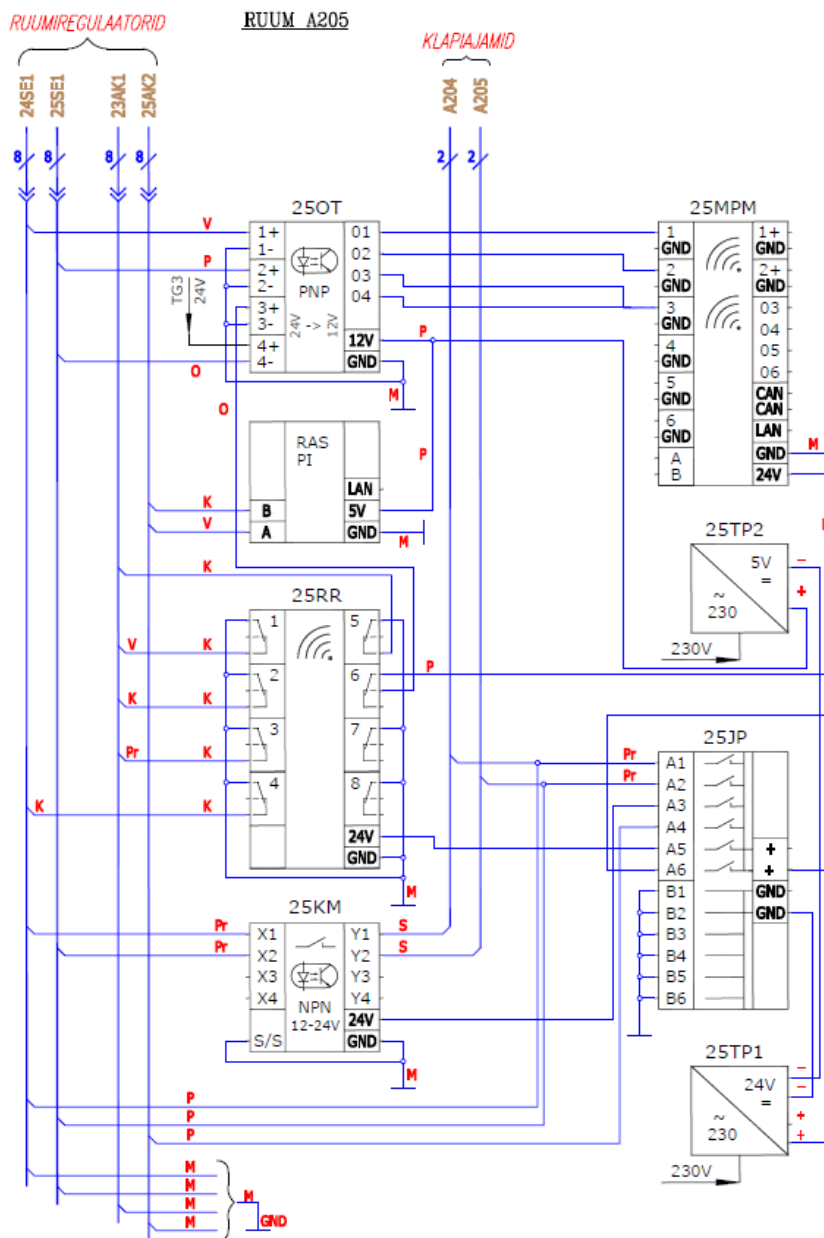 RUUMIREGULAATORID
RUUM A205
KLAPIAJAMID
24SE1
25SE1
23AK1
25AK2
A204
A205
8
8
8
8
2
2
25OT
1+
1-
2+
2-
3+
3-
4+
4-
PNP
24V -> 12V
01
02
03
04
12V
GND
V
P
TG3
24V
O
O
P
M
P
25MPM
1
GND
2
GND
3
GND
4
GND
5
GND
6
GND
A
B
1+
GND
2+
GND
03
04
05
06
CAN
CAN
LAN
GND
24V
M
RAS
PI
B
A
LAN
5V
GND
K
V
M
K
25TP2
5V
=
~
230
-
+
230V
25RR
1
2
3
4
5
6
7
8
24V
GND
V K
K K
Pr K
K K
P
M
25JP
A1
A2
A3
A4
A5
A6
B1
B2
B3
B4
B5
B6
+
+
GND
GND
Pr
Pr
25KM
X1
X2
X3
X4
S/S
NPN
12-24V
Y1
Y2
Y3
Y4
24V
GND
Pr
Pr
S
S
M
25TP1
24V
=
~
230
-
-
+
+
230V
P
P
P
M
M
M
M
M
GND